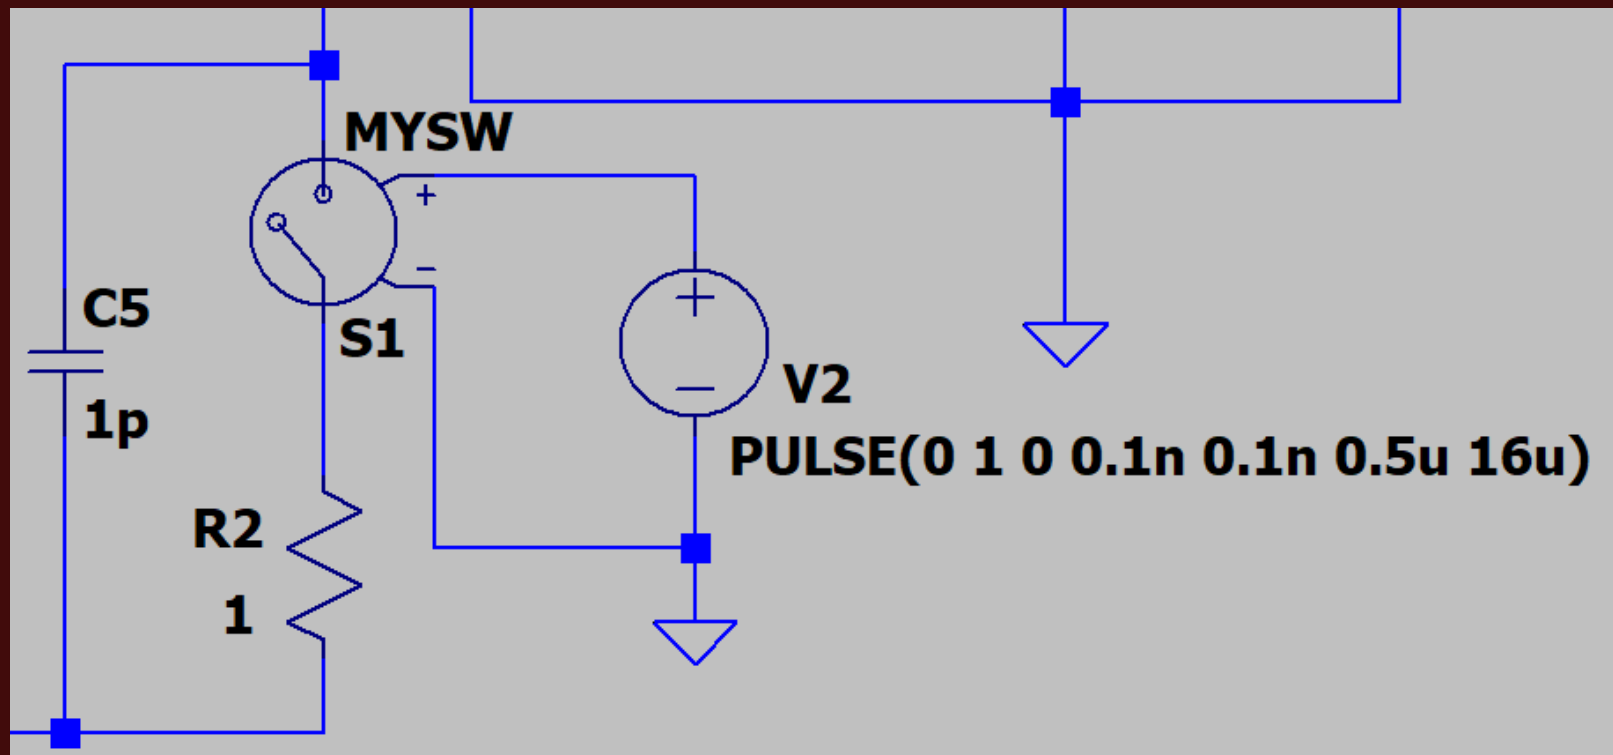 MYSW
+
−
C5
S1
1p
+
−
V2
PULSE(0 1 0 0.1n 0.1n 0.5u 16u)
R2
1